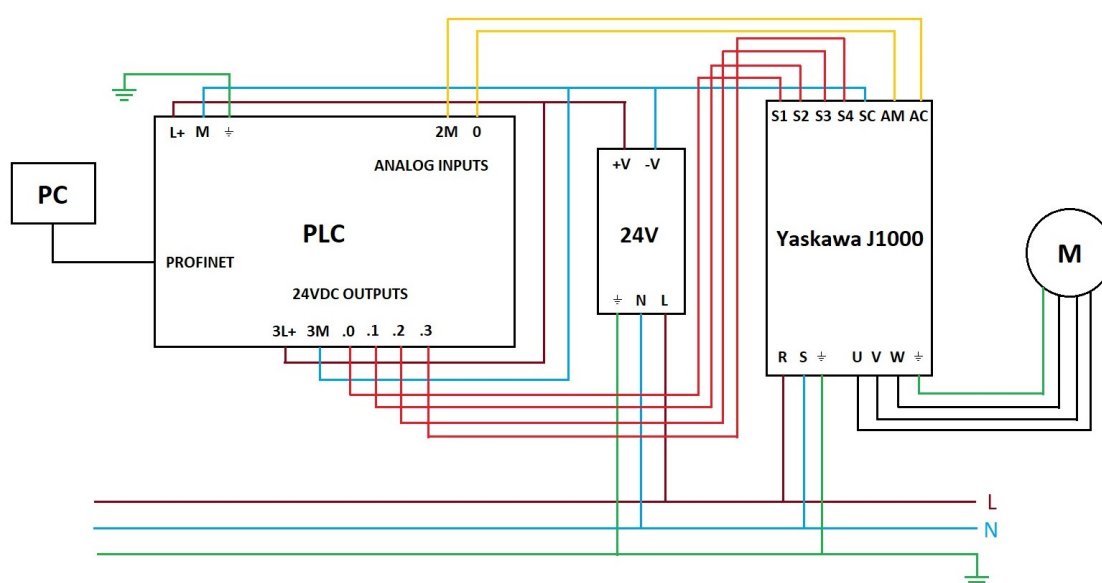 L+ M ⏚ 2M 0
ANALOG INPUTS
PC
PLC
PROFINET
24VDC OUTPUTS
3L+ 3M .0 .1 .2 .3
+V -V
24V
⏚ N L
S1 S2 S3 S4 SC AM AC
Yaskawa J1000
R S ⏚ U V W ⏚
M
L
N